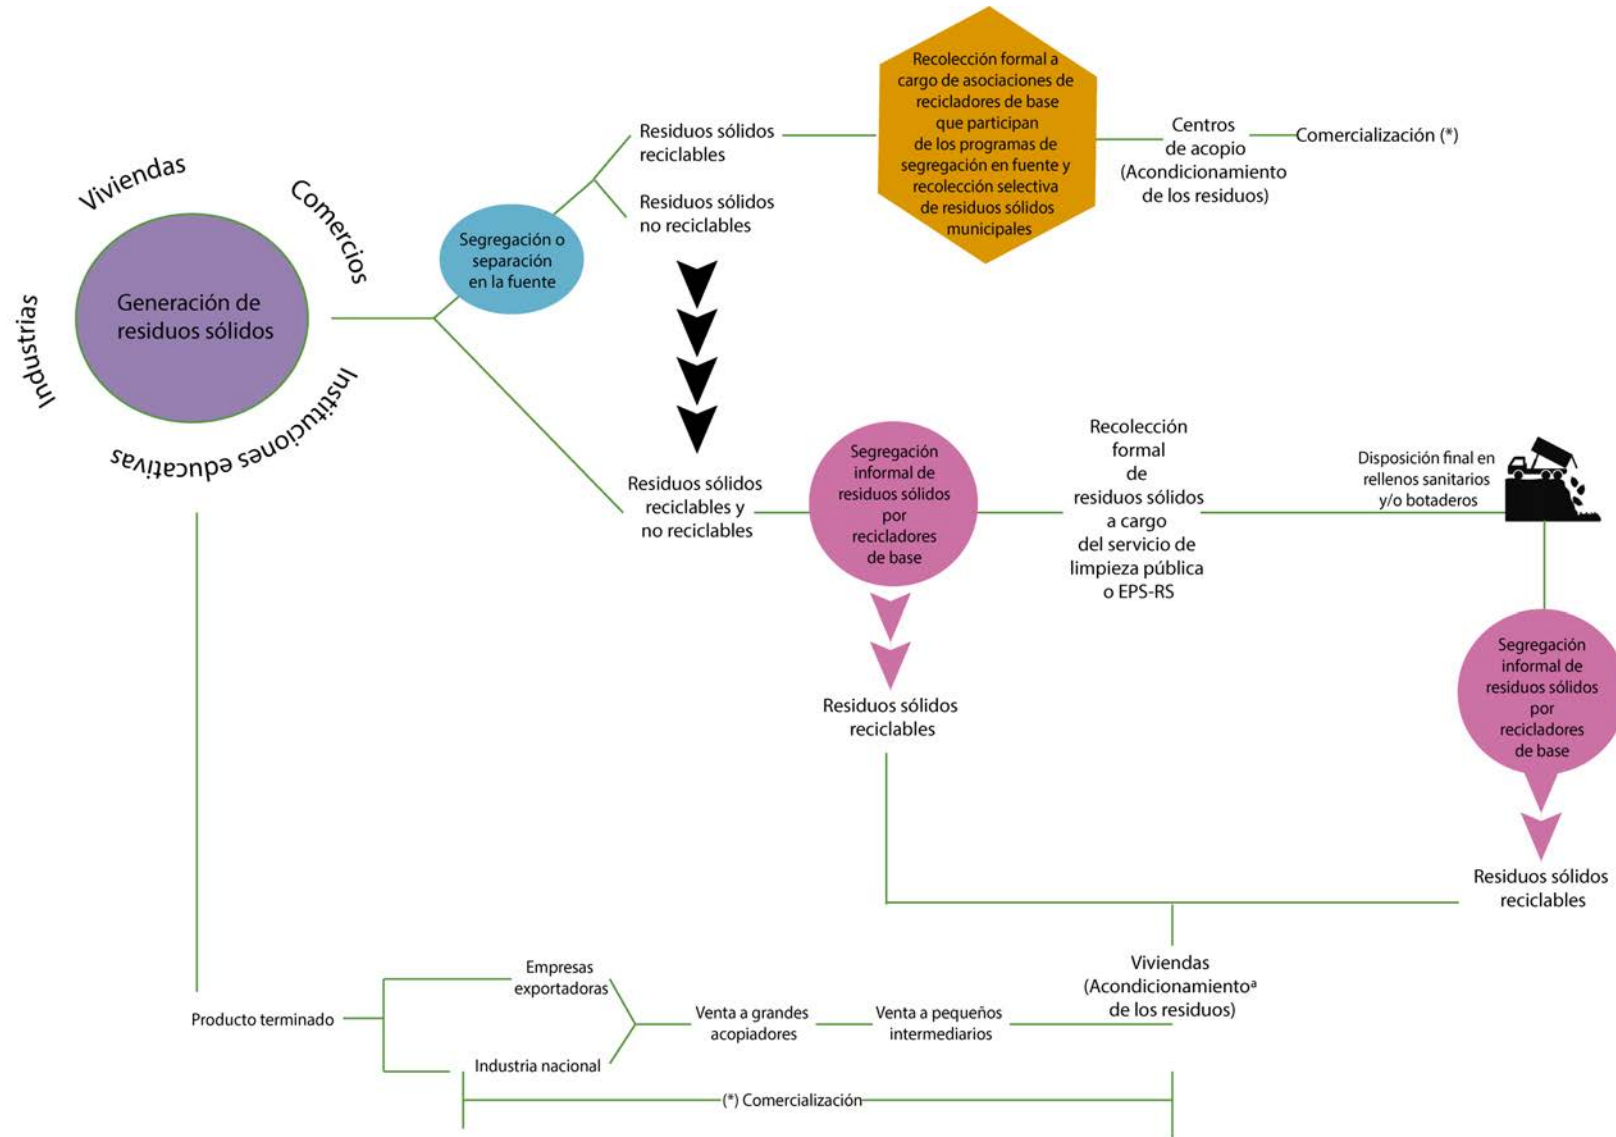 Viviendas
Comercios
Industrias
Instituciones educativas
Generación de
residuos sólidos
Segregación o
separación
en la fuente
Residuos sólidos
reciclables
Residuos sólidos
no reciclables
Recolección formal a
cargo de asociaciones de
recicladores de base
que participan
de los programas de
segregación en fuente y
recolección selectiva
de residuos sólidos
municipales
Centros
de acopio
(Acondicionamiento
de los residuos)
Comercialización (*)
Residuos sólidos
reciclables y
no reciclables
Segregación
informal de
residuos sólidos
por
recicladores
de base
Recolección
formal
de
residuos sólidos
a cargo
del servicio de
limpieza pública
o EPS-RS
Disposición final en
rellenos sanitarios
y/o botaderos
Segregación
informal de
residuos sólidos
por
recicladores
de base
Residuos sólidos
reciclables
Residuos sólidos
reciclables
Viviendas
(Acondicionamientoª
de los residuos)
Venta a pequeños
intermediarios
Venta a grandes
acopiadores
Empresas
exportadoras
Industria nacional
Producto terminado
(*) Comercialización